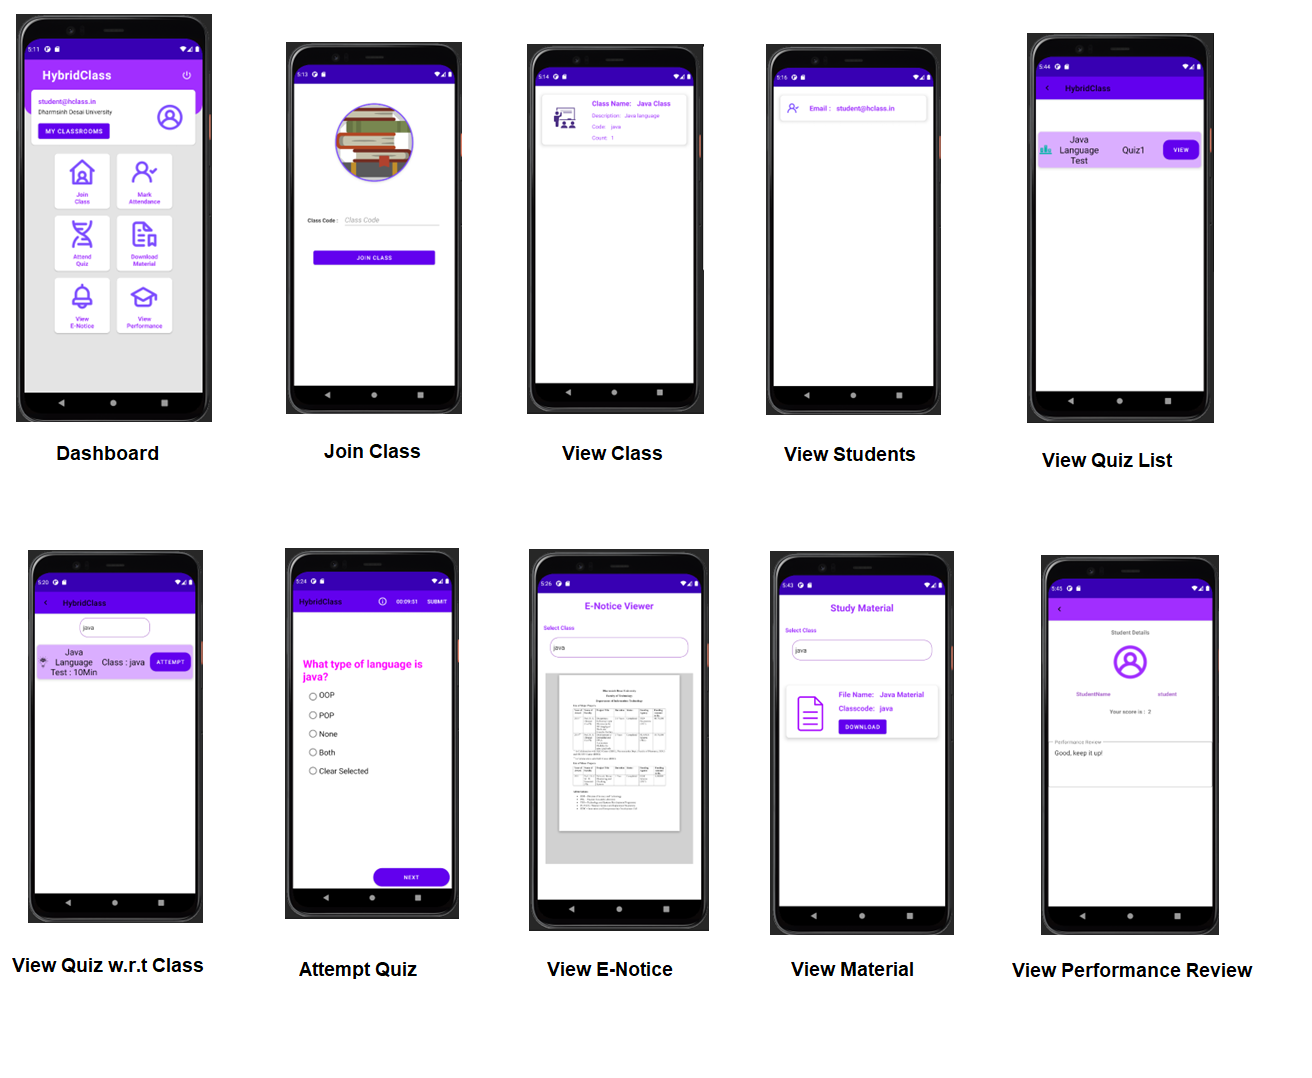 5:11
HybridClass
student@hclass.in
Dharmsinh Desai University
MY CLASSROOMS
Join
Class
Mark
Attendance
Attend
Quiz
Download
Material
View
E-Notice
View
Performance
Dashboard
5:13
Class Code :
Class Code
JOIN CLASS
Join Class
5:14
Class Name: Java Class
Description: Java language
Code: java
Count: 1
View Class
5:16
Email : student@hclass.in
View Students
5:44
HybridClass
Java
Language
Test
Quiz1
VIEW
View Quiz List
5:20
HybridClass
java
Java
Language
Test : 10Min
Class : java
ATTEMPT
View Quiz w.r.t Class
5:24
HybridClass
00:09:51
SUBMIT
What type of language is
java?
OOP
POP
None
Both
Clear Selected
NEXT
Attempt Quiz
5:26
E-Notice Viewer
Select Class
java
View E-Notice
5:43
Study Material
Select Class
java
File Name: Java Material
Classcode: java
DOWNLOAD
View Material
5:45
Student Details
StudentName student
Your score is : 2
Performance Review
Good, keep it up!
View Performance Review